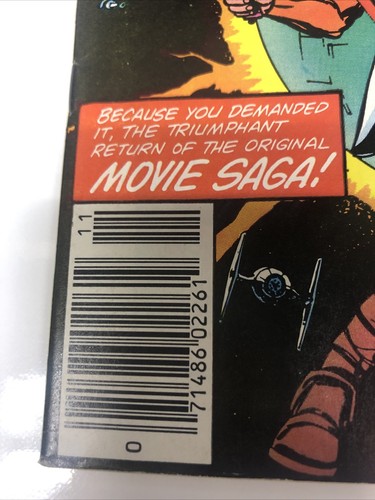 BECAUSE YOU DEMANDED
IT, THE TRIUMPHANT
RETURN OF THE ORIGINAL
MOVIE SAGA!
11
71486 02261
0